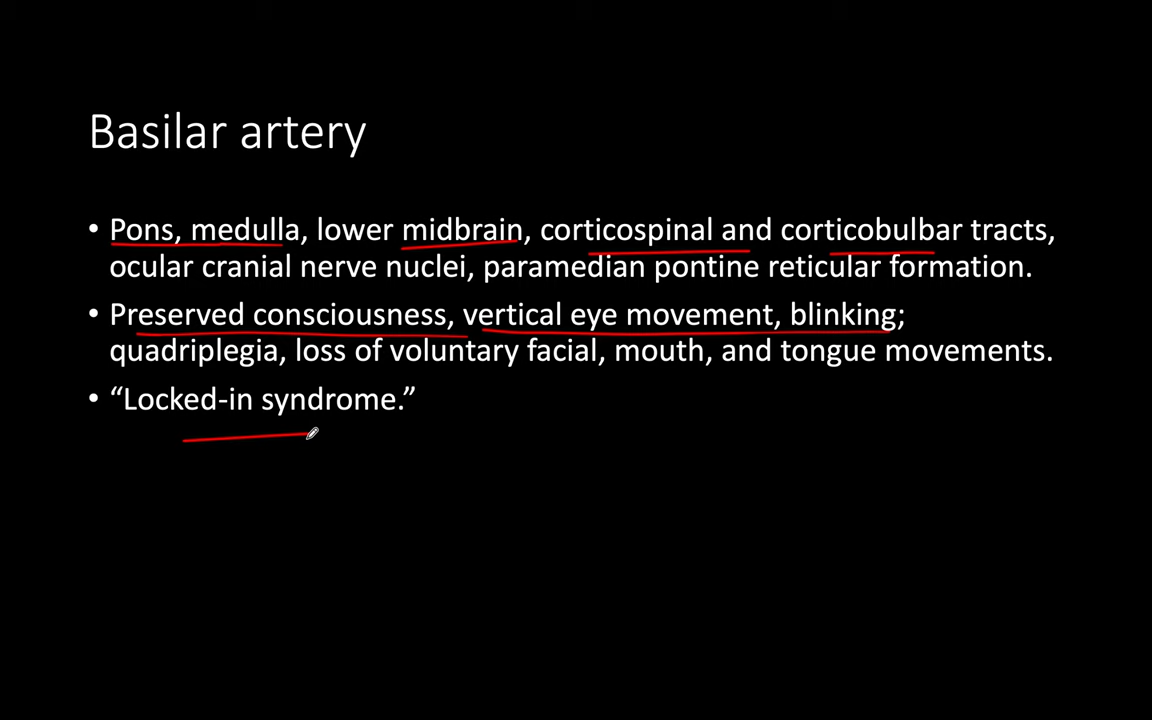 Basilar artery
• Pons, medulla, lower midbrain, corticospinal and corticobulbar tracts,
ocular cranial nerve nuclei, paramedian pontine reticular formation.
• Preserved consciousness, vertical eye movement, blinking;
quadriplegia, loss of voluntary facial, mouth, and tongue movements.
• “Locked-in syndrome.”